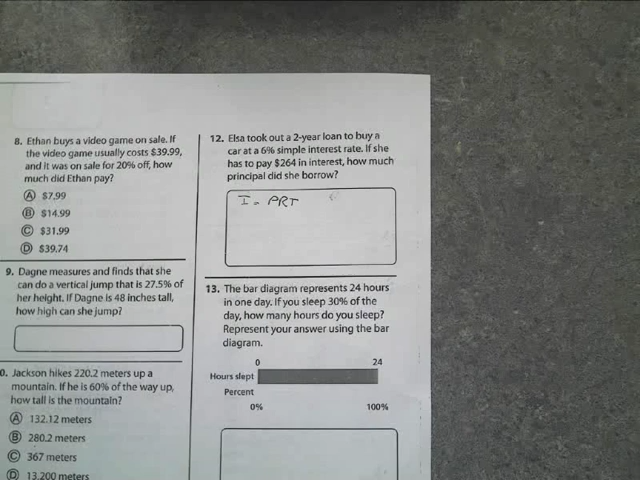 8. Ethan buys a video game on sale. If
the video game usually costs $39.99,
and it was on sale for 20% off, how
much did Ethan pay?
Ⓐ $7.99
Ⓑ $14.99
Ⓒ $31.99
Ⓓ $39.74
9. Dagne measures and finds that she
can do a vertical jump that is 27.5% of
her height. If Dagne is 48 inches tall,
how high can she jump?
0. Jackson hikes 220.2 meters up a
mountain. If he is 60% of the way up,
how tall is the mountain?
Ⓐ 132.12 meters
Ⓑ 280.2 meters
Ⓒ 367 meters
Ⓓ 13,200 meters
12. Elsa took out a 2-year loan to buy a
car at a 6% simple interest rate. If she
has to pay $264 in interest, how much
principal did she borrow?
I = PRT
13. The bar diagram represents 24 hours
in one day. If you sleep 30% of the
day, how many hours do you sleep?
Represent your answer using the bar
diagram.
0 24
Hours slept
Percent
0% 100%